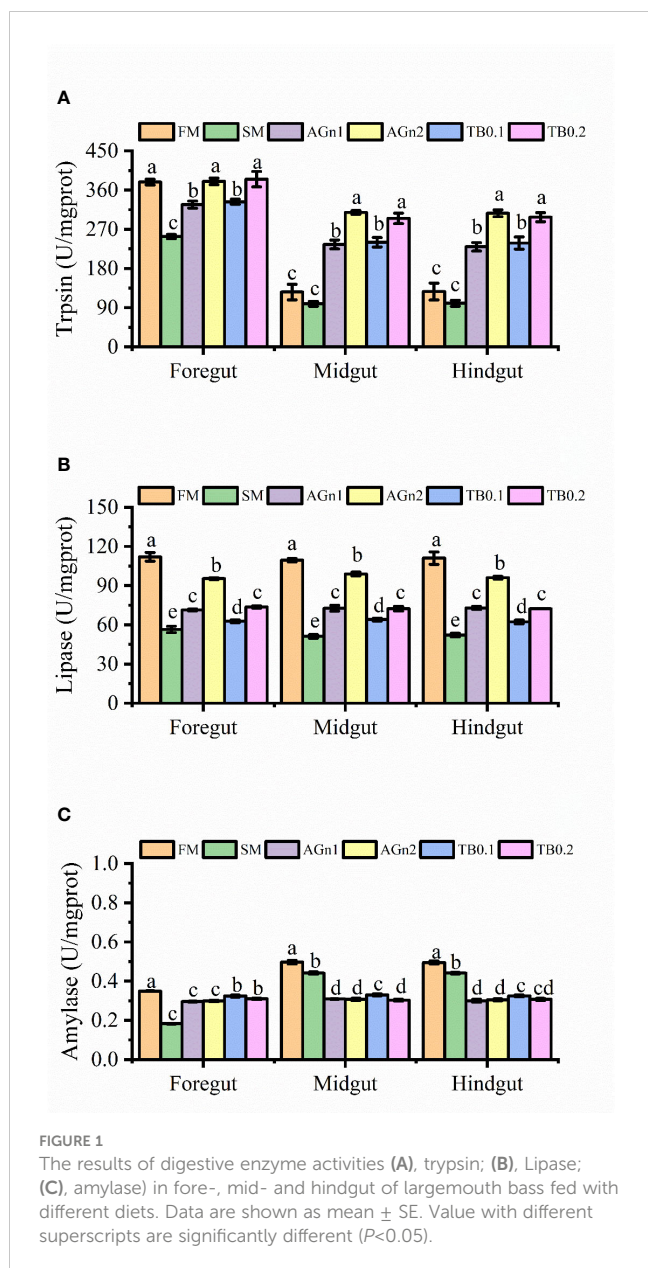 A
FM SM AGn1 AGn2 TB0.1 TB0.2
Trpsin (U/mgprot)
450
360
270
180
90
0
a c b a b a
c c b a b a
c c b a b a
Foregut Midgut Hindgut
B
FM SM AGn1 AGn2 TB0.1 TB0.2
Lipase (U/mgprot)
150
120
90
60
30
0
a e c b d c
a e c b d c
a e c b d c
Foregut Midgut Hindgut
C
FM SM AGn1 AGn2 TB0.1 TB0.2
Amylase (U/mgprot)
1.0
0.8
0.6
0.4
0.2
0.0
a c c c b b
a b d d c d
a b d d c cd
Foregut Midgut Hindgut
FIGURE 1
The results of digestive enzyme activities (A), trypsin; (B), Lipase;
(C), amylase) in fore-, mid- and hindgut of largemouth bass fed with
different diets. Data are shown as mean ± SE. Value with different
superscripts are significantly different (P<0.05).